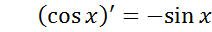 (cos x)′ = −sin x